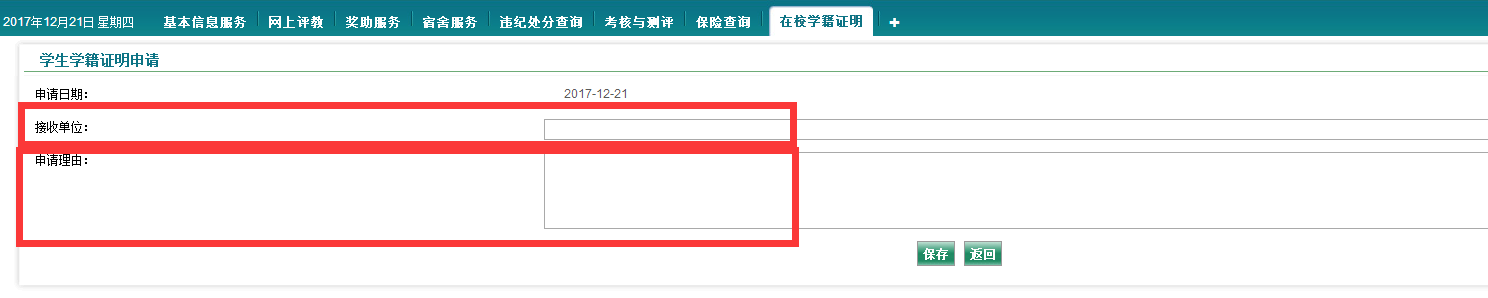 2017年12月21日 星期四 基本信息服务 网上评教 奖助服务 宿舍服务 违纪处分查询 考核与测评 保险查询 在校学籍证明 +
学生学籍证明申请
申请日期： 2017-12-21
接收单位：
申请理由：
保存 返回